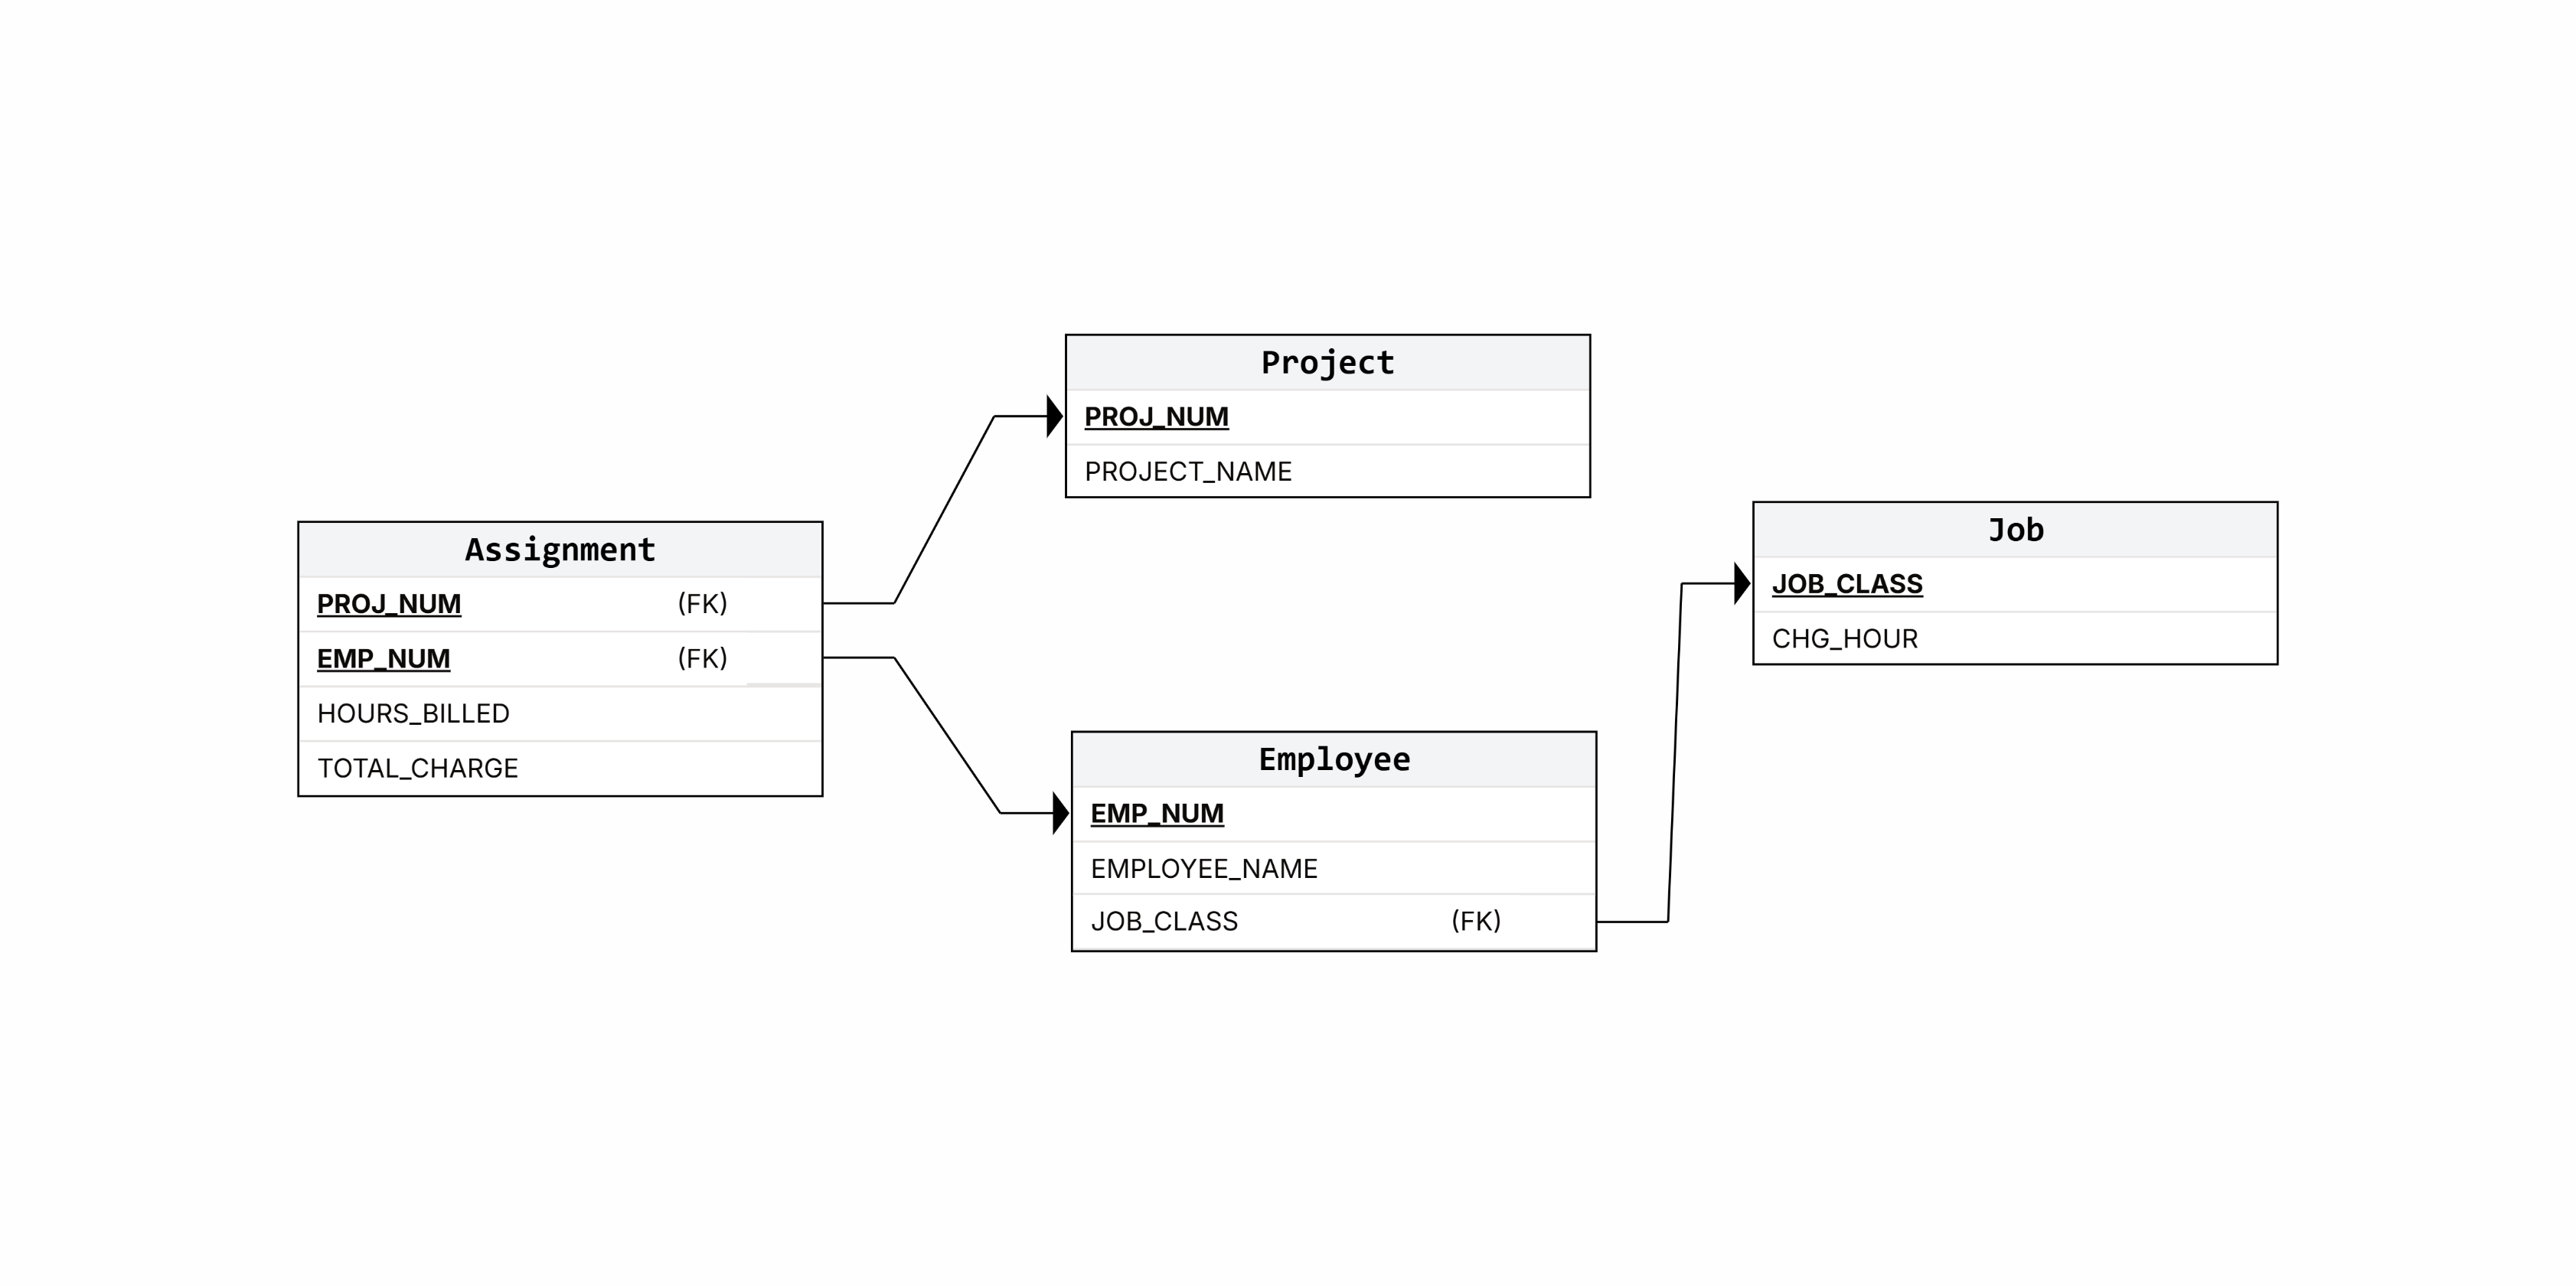 Project
PROJ_NUM
PROJECT_NAME
Assignment
PROJ_NUM (FK)
EMP_NUM (FK)
HOURS_BILLED
TOTAL_CHARGE
Job
JOB_CLASS
CHG_HOUR
Employee
EMP_NUM
EMPLOYEE_NAME
JOB_CLASS (FK)